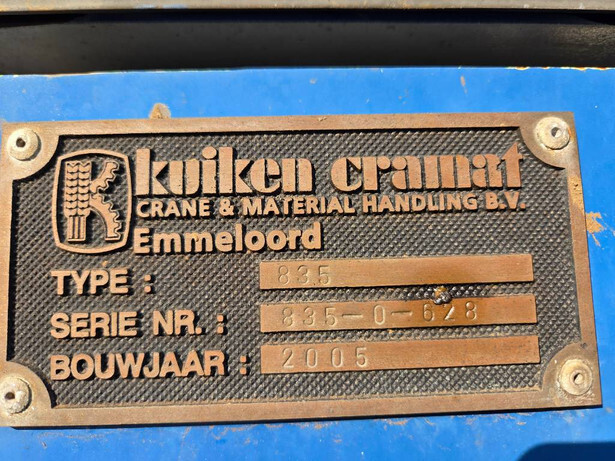 kuiken cramat
CRANE & MATERIAL HANDLING B.V.
Emmeloord
TYPE : 835
SERIE NR. : 835-0-628
BOUWJAAR : 2005